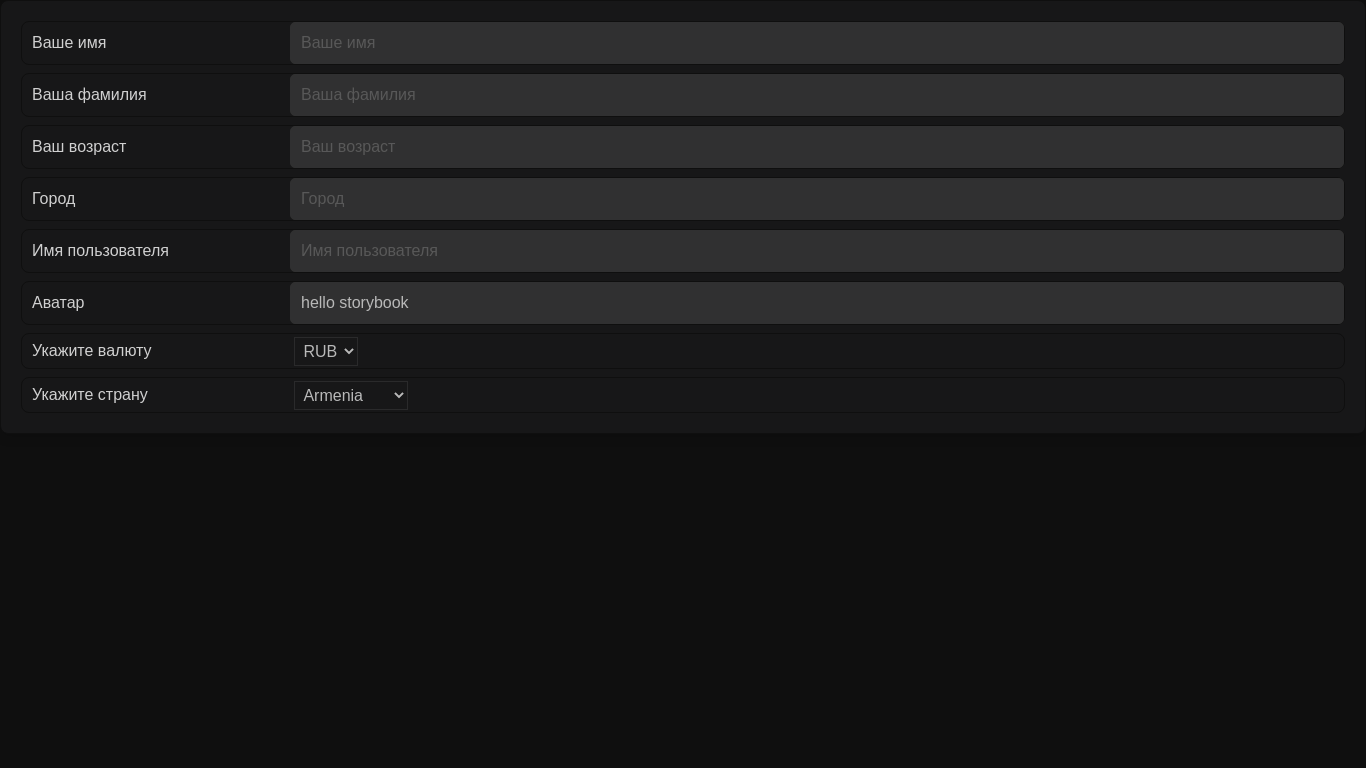 Ваше имя Ваше имя
Ваша фамилия Ваша фамилия
Ваш возраст Ваш возраст
Город Город
Имя пользователя Имя пользователя
Аватар hello storybook
Укажите валюту RUB
Укажите страну Armenia